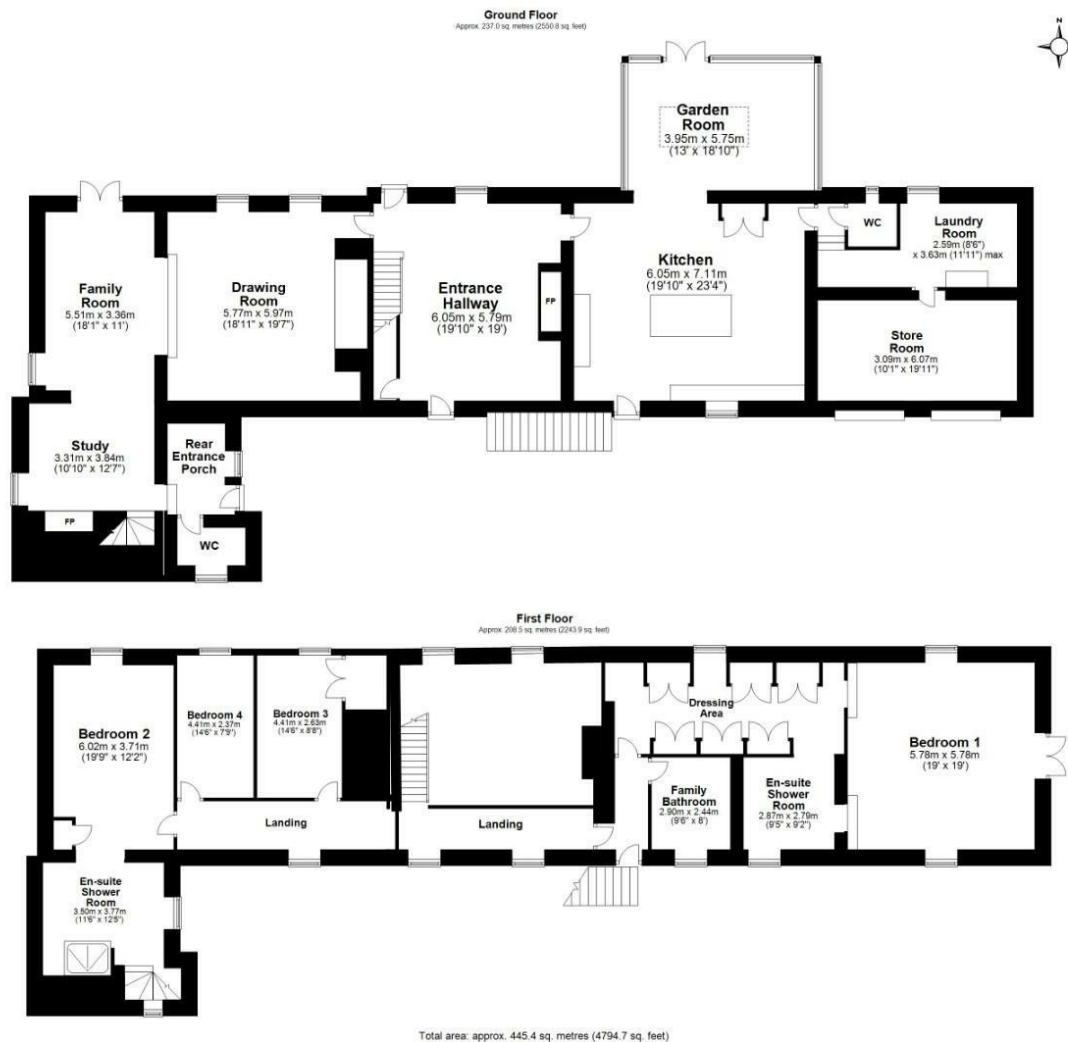 Ground Floor
Approx. 237.0 sq. metres (2550.8 sq. feet)
N
Garden
Room
3.95m x 5.75m
(13' x 18'10")
Family
Room
5.51m x 3.36m
(18'1" x 11')
Drawing
Room
5.77m x 5.97m
(18'11" x 19'7")
Entrance
Hallway
6.05m x 5.79m
(19'10" x 19')
FP
Kitchen
6.05m x 7.11m
(19'10" x 23'4")
WC
Laundry
Room
2.59m (8'6")
x 3.63m (11'11") max
Store
Room
3.09m x 6.07m
(10'1" x 19'11")
Study
3.31m x 3.84m
(10'10" x 12'7")
FP
Rear
Entrance
Porch
WC
First Floor
Approx. 208.5 sq. metres (2243.9 sq. feet)
Bedroom 2
6.02m x 3.71m
(19'9" x 12'2")
Bedroom 4
4.41m x 2.37m
(14'6" x 7'9")
Bedroom 3
4.41m x 2.63m
(14'6" x 8'8")
Dressing
Area
Bedroom 1
5.78m x 5.78m
(19' x 19')
Landing
Landing
Family
Bathroom
2.90m x 2.44m
(9'6" x 8')
En-suite
Shower
Room
2.87m x 2.79m
(9'5" x 9'2")
En-suite
Shower
Room
3.50m x 3.77m
(11'6" x 12'5")
Total area: approx. 445.4 sq. metres (4794.7 sq. feet)